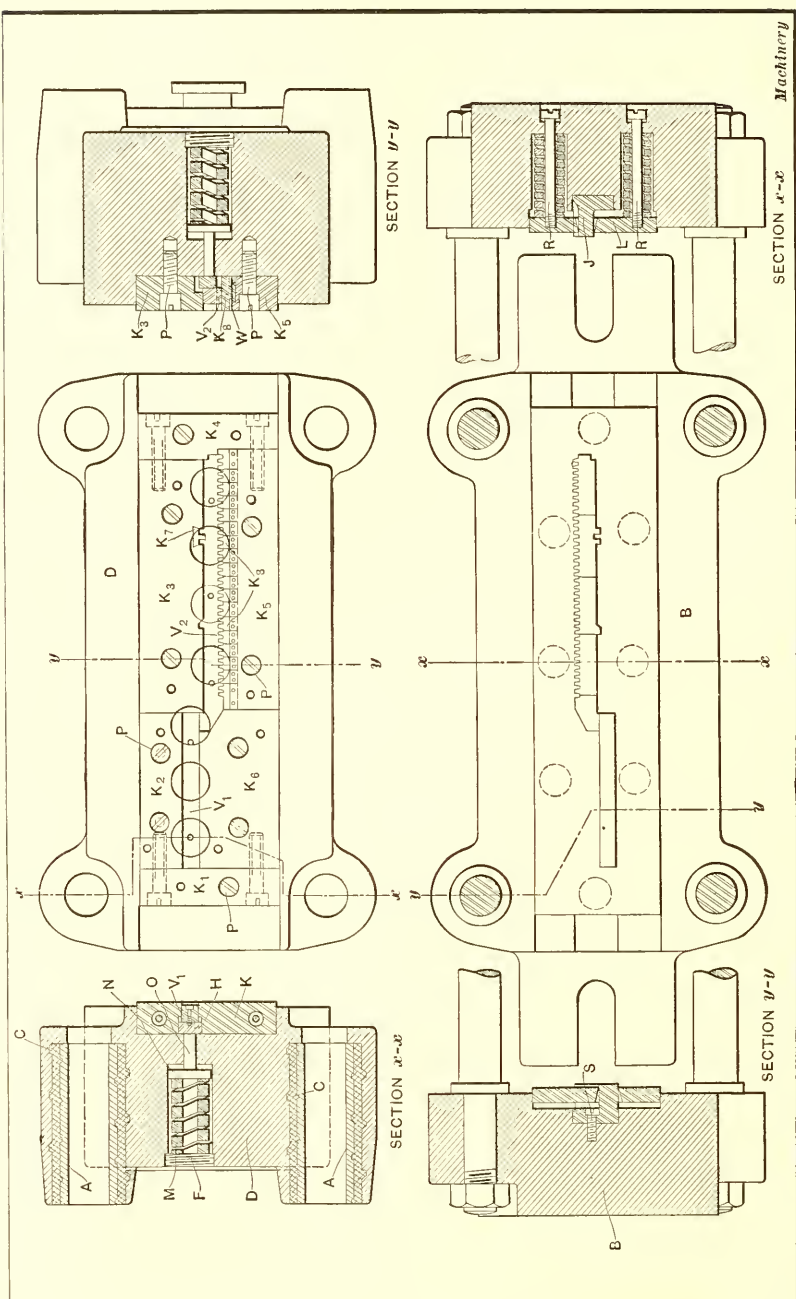 Machinery
SECTION y-y
K3
P
V2
K8
W
P
K5
SECTION x-x
R
J
L
R
D
K4
K7
K3
K3
K5
V2
y
y
P
P
P
K2
K6
V1
x
x
K1
P
B
x
x
y
y
N
O
V1
H
K
C
A
C
A
M
F
D
SECTION x-x
S
B
SECTION y-y